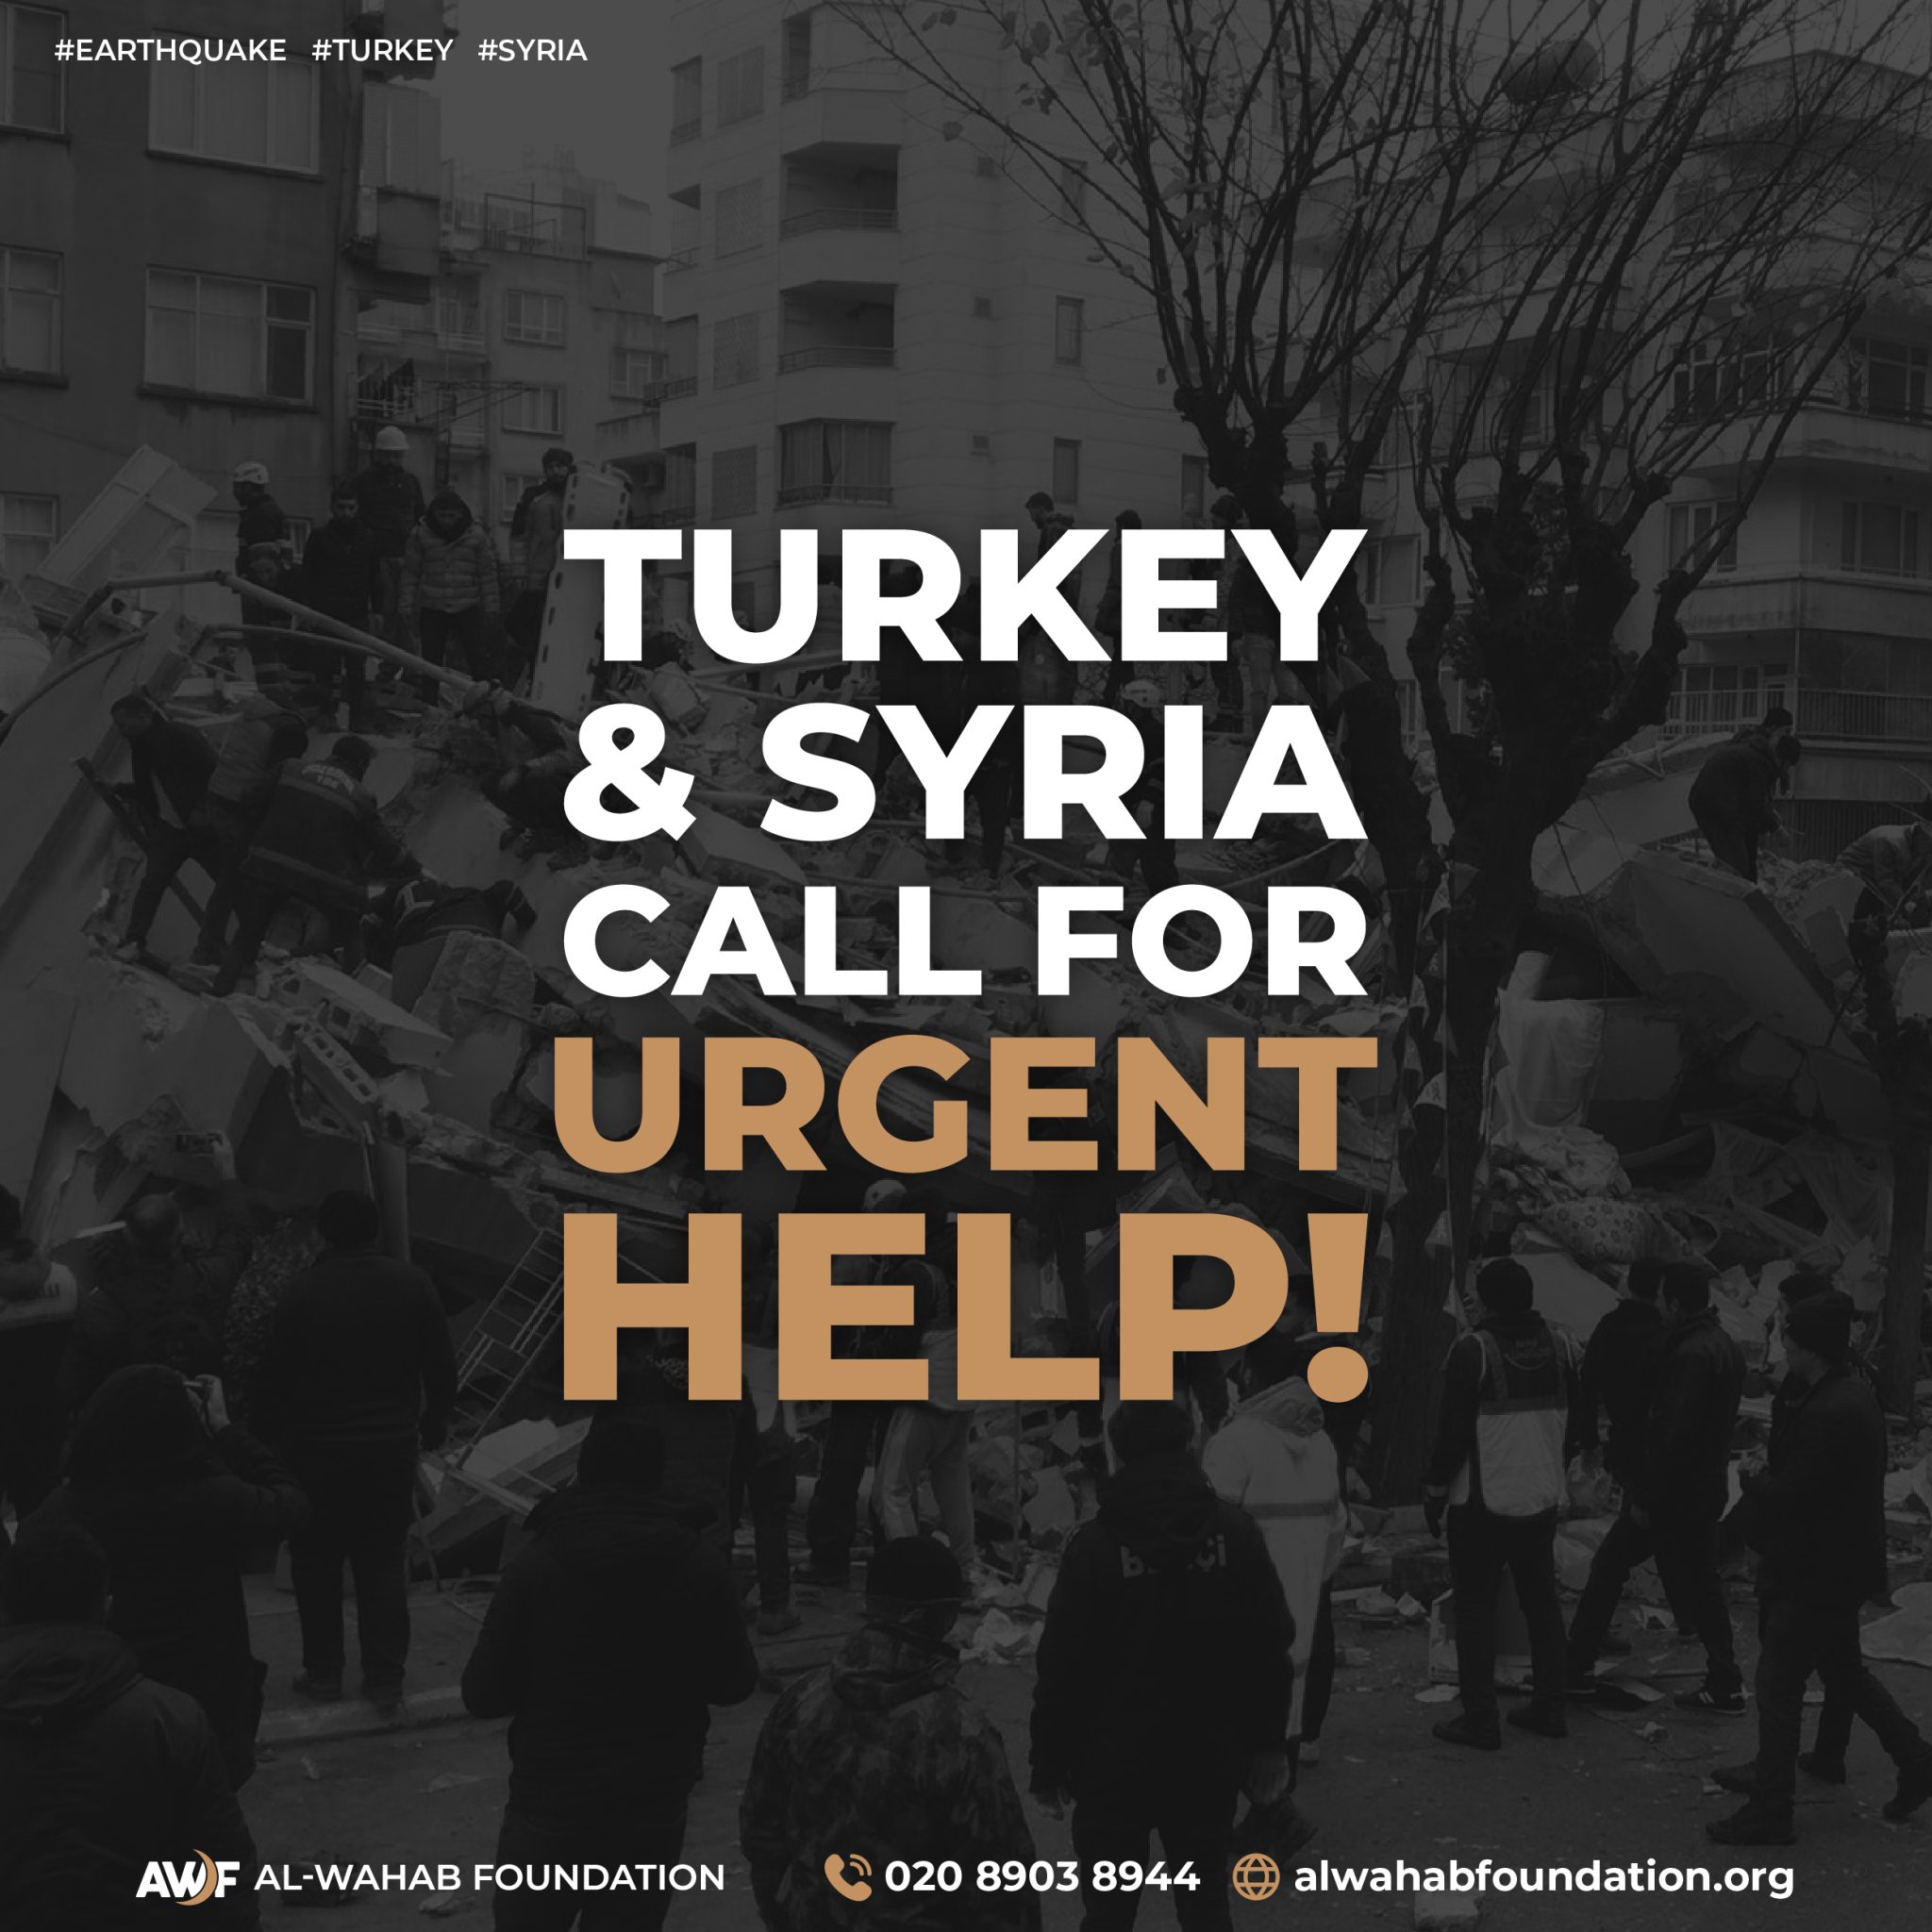 #EARTHQUAKE #TURKEY #SYRIA
TURKEY
& SYRIA
CALL FOR
URGENT
HELP!
AWF AL-WAHAB FOUNDATION 020 8903 8944 alwahabfoundation.org